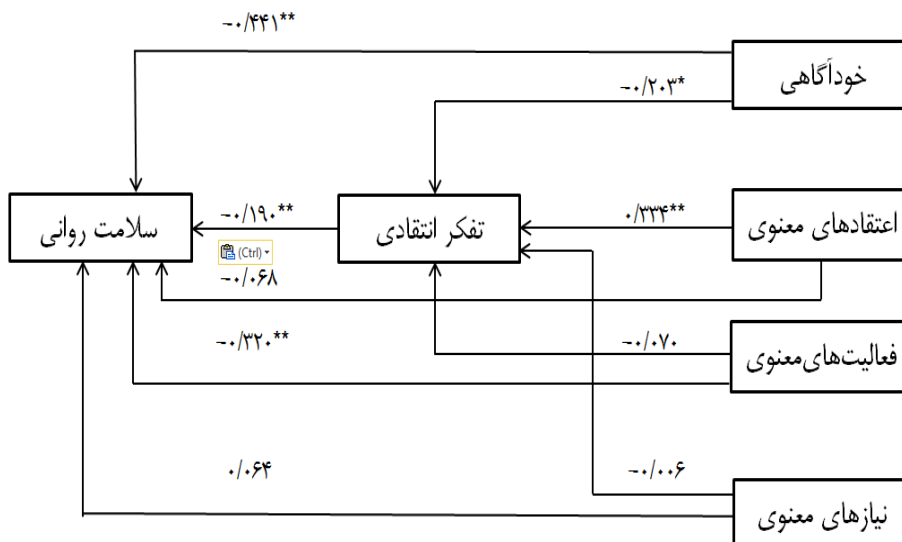 -۰/۴۴۱**
خودآگاهی
-۰/۲۰۳*
اعتقادهای معنوی
۰/۳۳۴**
تفکر انتقادی
-۰/۱۹۰**
سلامت روانی
(Ctrl)
-۰/۰۶۸
فعالیت‌های معنوی
-۰/۰۷۰
-۰/۳۲۰**
نیازهای معنوی
-۰/۰۰۶
۰/۰۶۴